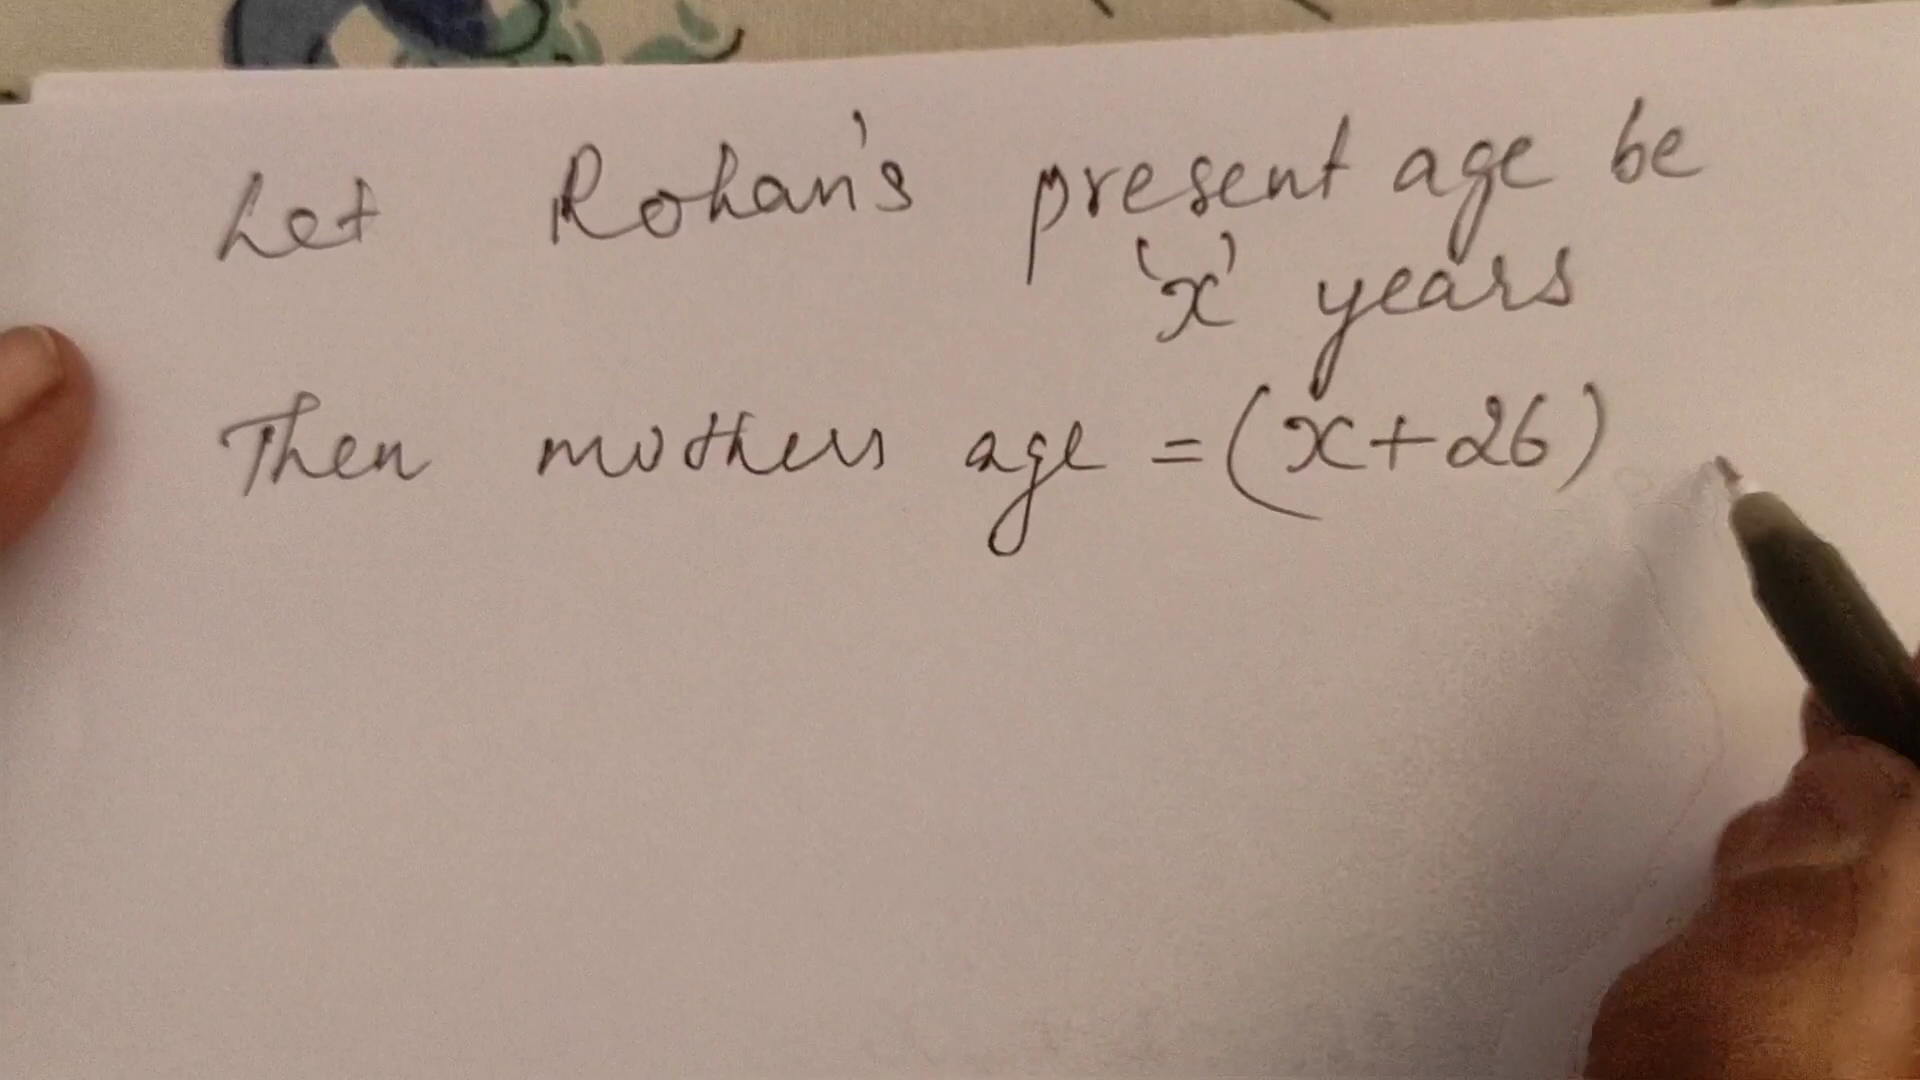 Let Rohan's present age be
'x' years
Then mothers age = (x+26)